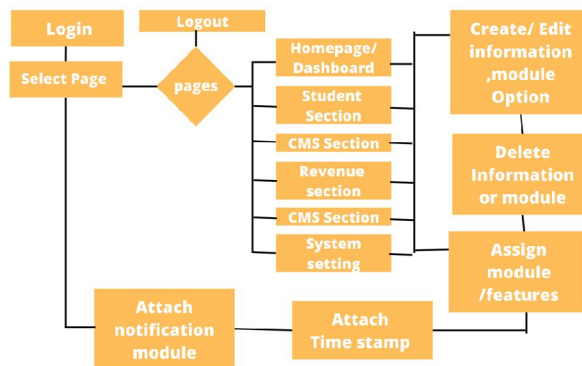 Login
Select Page
Logout
pages
Homepage/
Dashboard
Student
Section
CMS Section
Revenue
section
CMS Section
System
setting
Create/ Edit
information
,module
Option
Delete
Information
or module
Assign
module
/features
Attach
Time stamp
Attach
notification
module